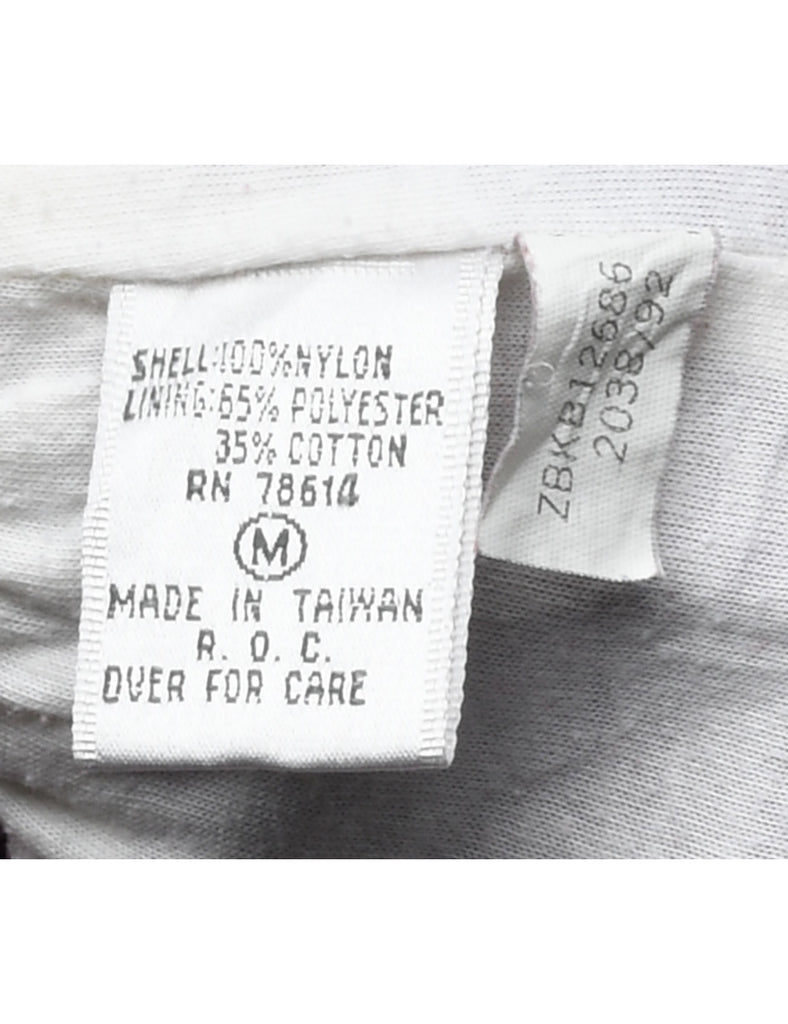 SHELL:100%NYLON
LINING:65% POLYESTER
35% COTTON
RN 78614
M
MADE IN TAIWAN
R. O. C.
OVER FOR CARE
ZBKB12686
2038/92